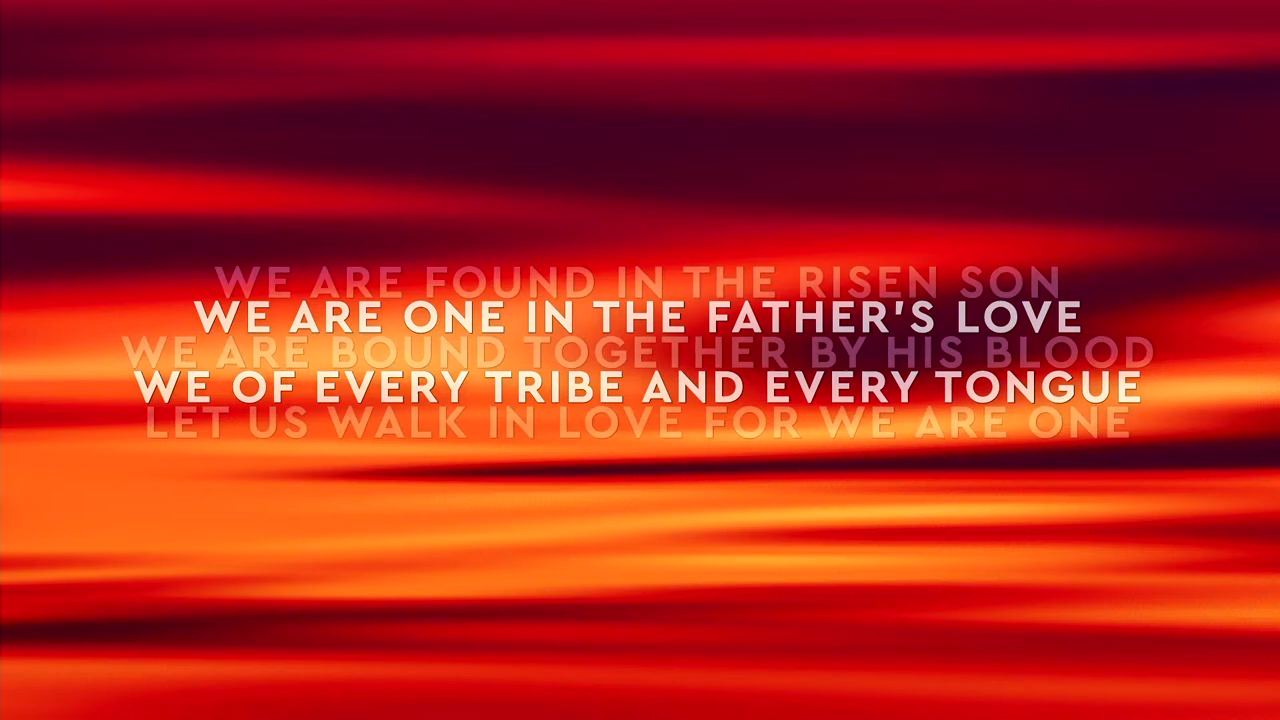 WE ARE FOUND IN THE RISEN SON
WE ARE ONE IN THE FATHER'S LOVE
WE ARE BOUND TOGETHER BY HIS BLOOD
WE OF EVERY TRIBE AND EVERY TONGUE
LET US WALK IN LOVE FOR WE ARE ONE